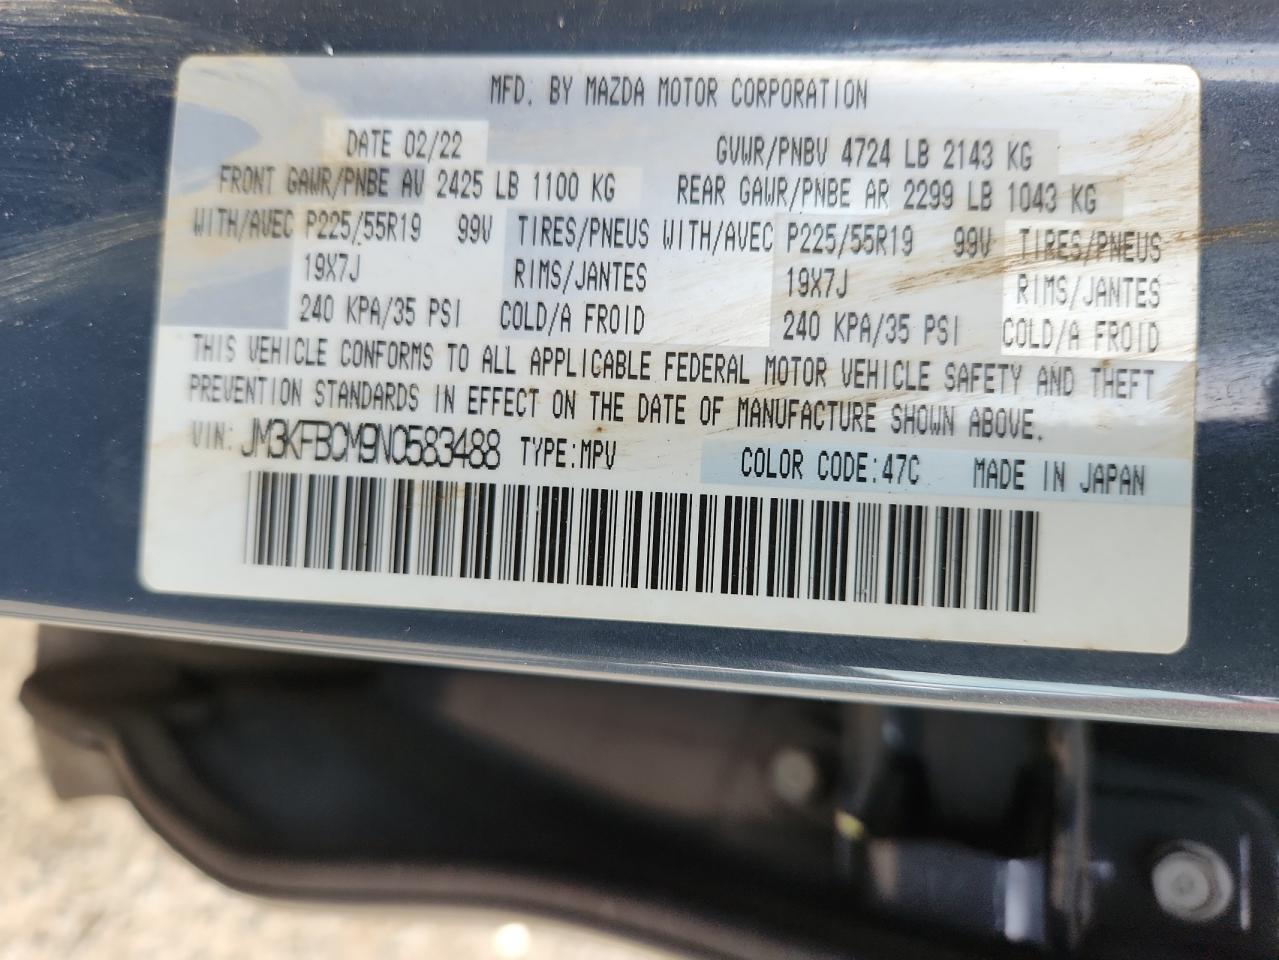 MFD. BY MAZDA MOTOR CORPORATION
DATE 02/22 GVWR/PNBV 4724 LB 2143 KG
FRONT GAWR/PNBE AV 2425 LB 1100 KG REAR GAWR/PNBE AR 2299 LB 1043 KG
WITH/AVEC P225/55R19 99V TIRES/PNEUS WITH/AVEC P225/55R19 99V TIRES/PNEUS
19X7J RIMS/JANTES 19X7J RIMS/JANTES
240 KPA/35 PSI COLD/A FROID 240 KPA/35 PSI COLD/A FROID
THIS VEHICLE CONFORMS TO ALL APPLICABLE FEDERAL MOTOR VEHICLE SAFETY AND THEFT
PREVENTION STANDARDS IN EFFECT ON THE DATE OF MANUFACTURE SHOWN ABOVE.
VIN: JM3KFBCM9N0583488 TYPE:MPV COLOR CODE:47C MADE IN JAPAN